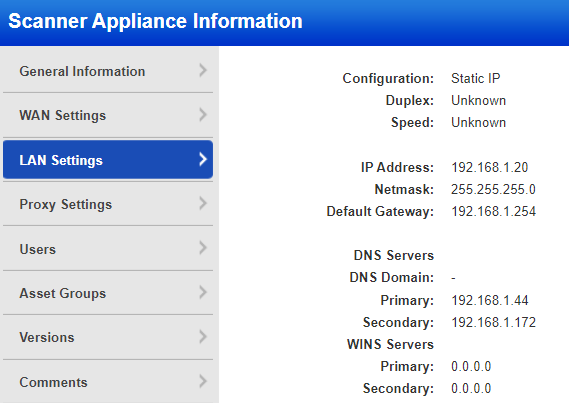 Scanner Appliance Information
General Information
WAN Settings
LAN Settings
Proxy Settings
Users
Asset Groups
Versions
Comments
Configuration: Static IP
Duplex: Unknown
Speed: Unknown
IP Address: 192.168.1.20
Netmask: 255.255.255.0
Default Gateway: 192.168.1.254
DNS Servers
DNS Domain: -
Primary: 192.168.1.44
Secondary: 192.168.1.172
WINS Servers
Primary: 0.0.0.0
Secondary: 0.0.0.0